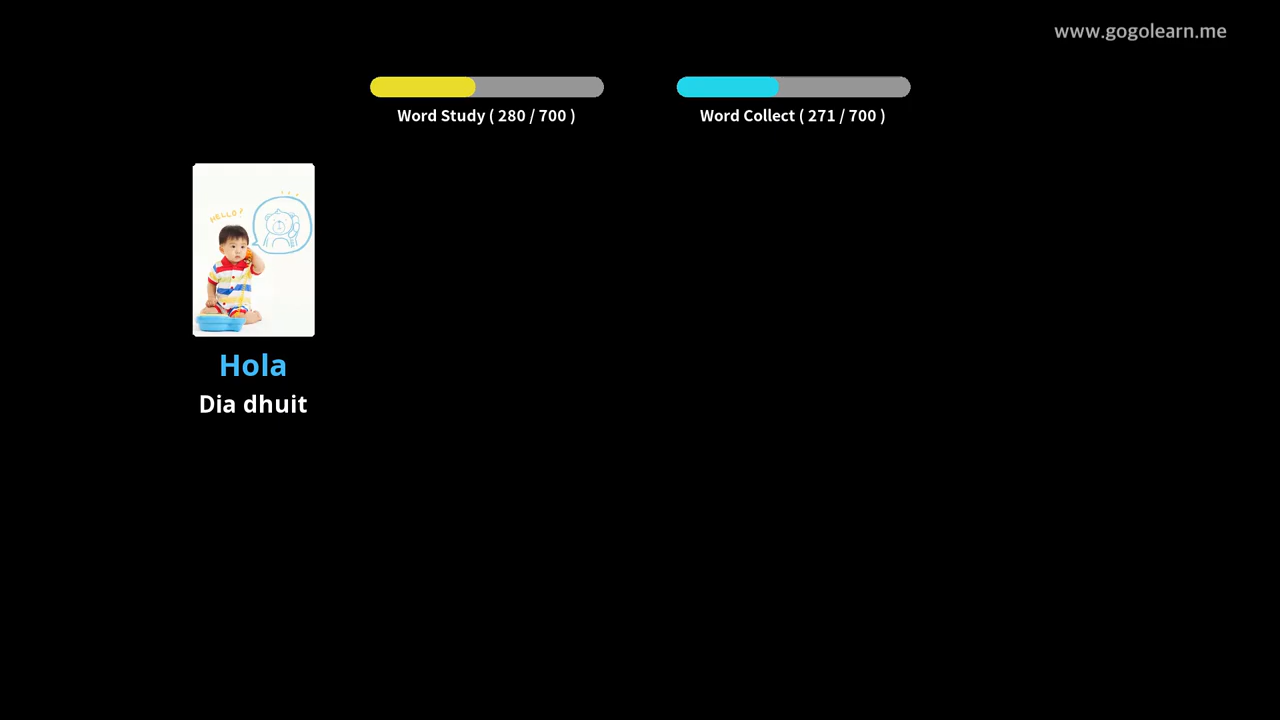 www.gogolearn.me
Word Study ( 280 / 700 )
Word Collect ( 271 / 700 )
HELLO?
Hola
Dia dhuit